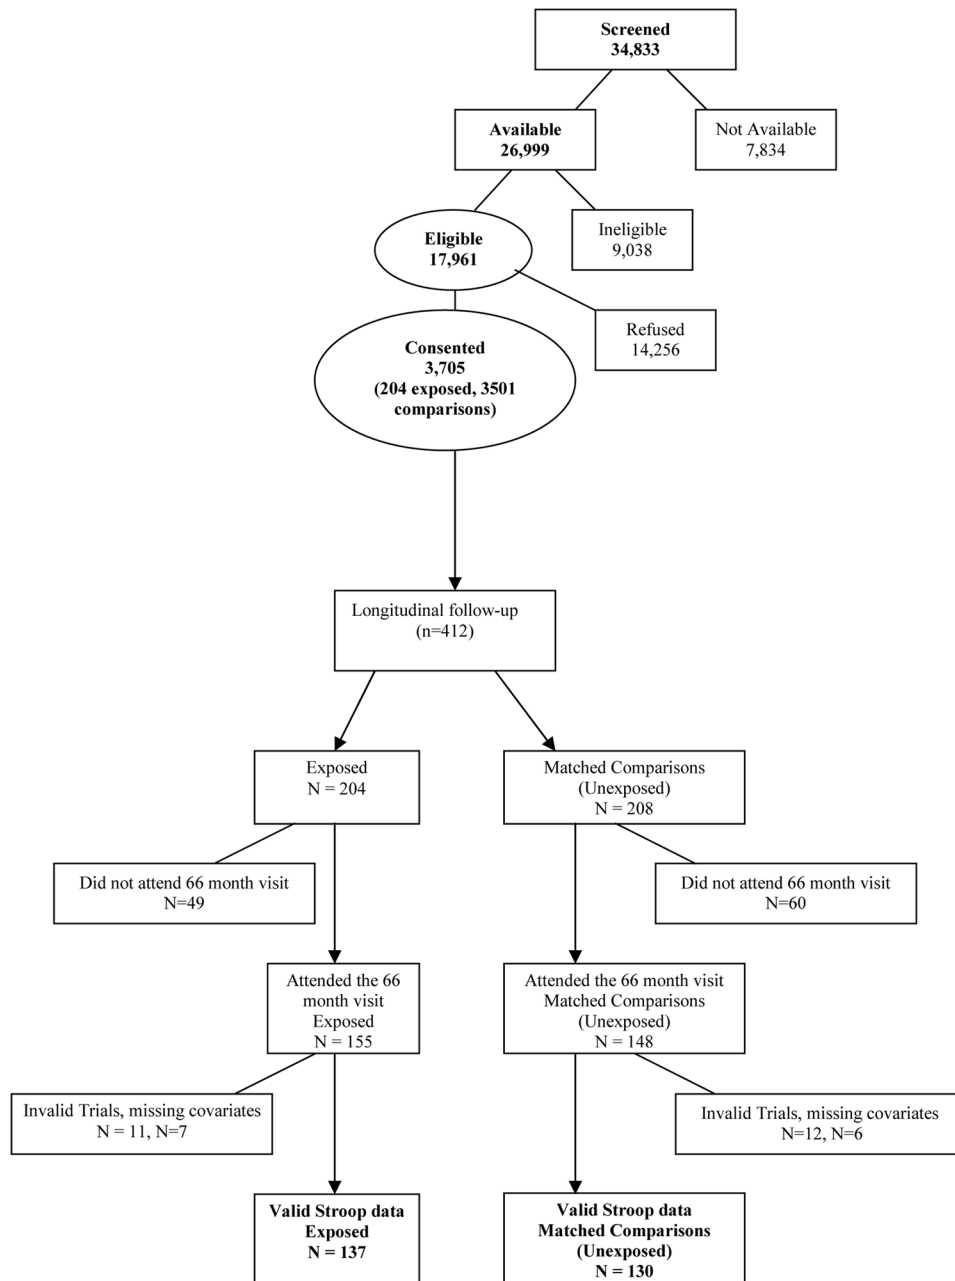 Screened
34,833
Available
26,999
Not Available
7,834
Eligible
17,961
Ineligible
9,038
Refused
14,256
Consented
3,705
(204 exposed, 3501
comparisons)
Longitudinal follow-up
(n=412)
Exposed
N = 204
Matched Comparisons
(Unexposed)
N = 208
Did not attend 66 month visit
N=49
Did not attend 66 month visit
N=60
Attended the 66
month visit
Exposed
N = 155
Attended the 66 month visit
Matched Comparisons
(Unexposed)
N = 148
Invalid Trials, missing covariates
N = 11, N=7
Invalid Trials, missing covariates
N=12, N=6
Valid Stroop data
Exposed
N = 137
Valid Stroop data
Matched Comparisons
(Unexposed)
N = 130